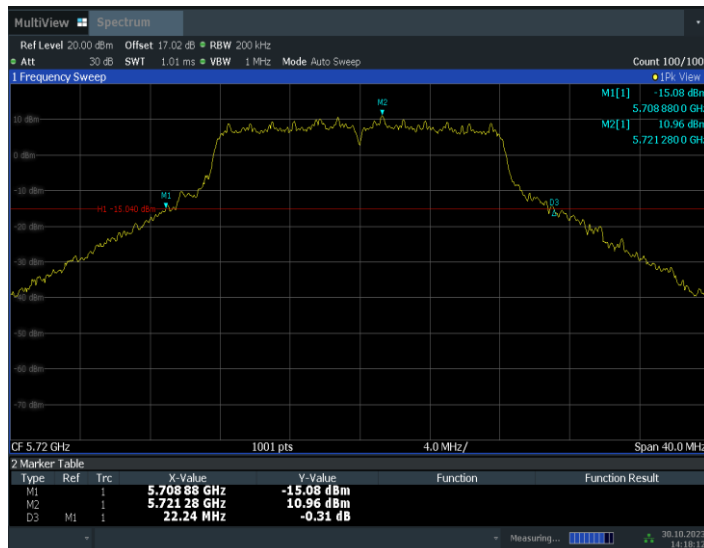 MultiView Spectrum
Ref Level 20.00 dBm Offset 17.02 dB RBW 200 kHz
Att 30 dB SWT 1.01 ms VBW 1 MHz Mode Auto Sweep Count 100/100
1 Frequency Sweep 1Pk View
M1[1] -15.08 dBm
5.708 880 0 GHz
M2[1] 10.96 dBm
5.721 280 0 GHz
M2
10 dBm
0 dBm
-10 dBm
M1
H1 -15.040 dBm
D3
-20 dBm
-30 dBm
-40 dBm
-50 dBm
-60 dBm
-70 dBm
CF 5.72 GHz 1001 pts 4.0 MHz/ Span 40.0 MHz
2 Marker Table
Type Ref Trc X-Value Y-Value Function Function Result
M1 1 5.708 88 GHz -15.08 dBm
M2 1 5.721 28 GHz 10.96 dBm
D3 M1 1 22.24 MHz -0.31 dB
Measuring... 30.10.2023